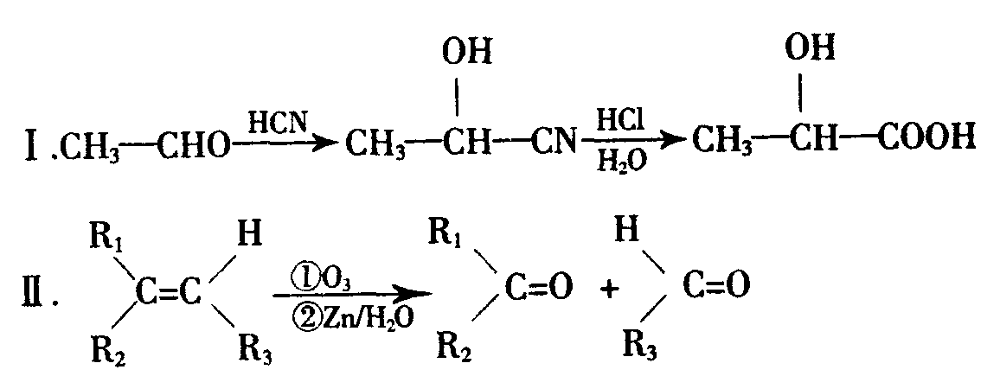 OH OH
Ⅰ.CH₃—CHO HCN CH₃—CH—CN HCl H₂O CH₃—CH—COOH
R₁ H R₁ H
Ⅱ. C=C ①O₃ ②Zn/H₂O C=O + C=O
R₂ R₃ R₂ R₃